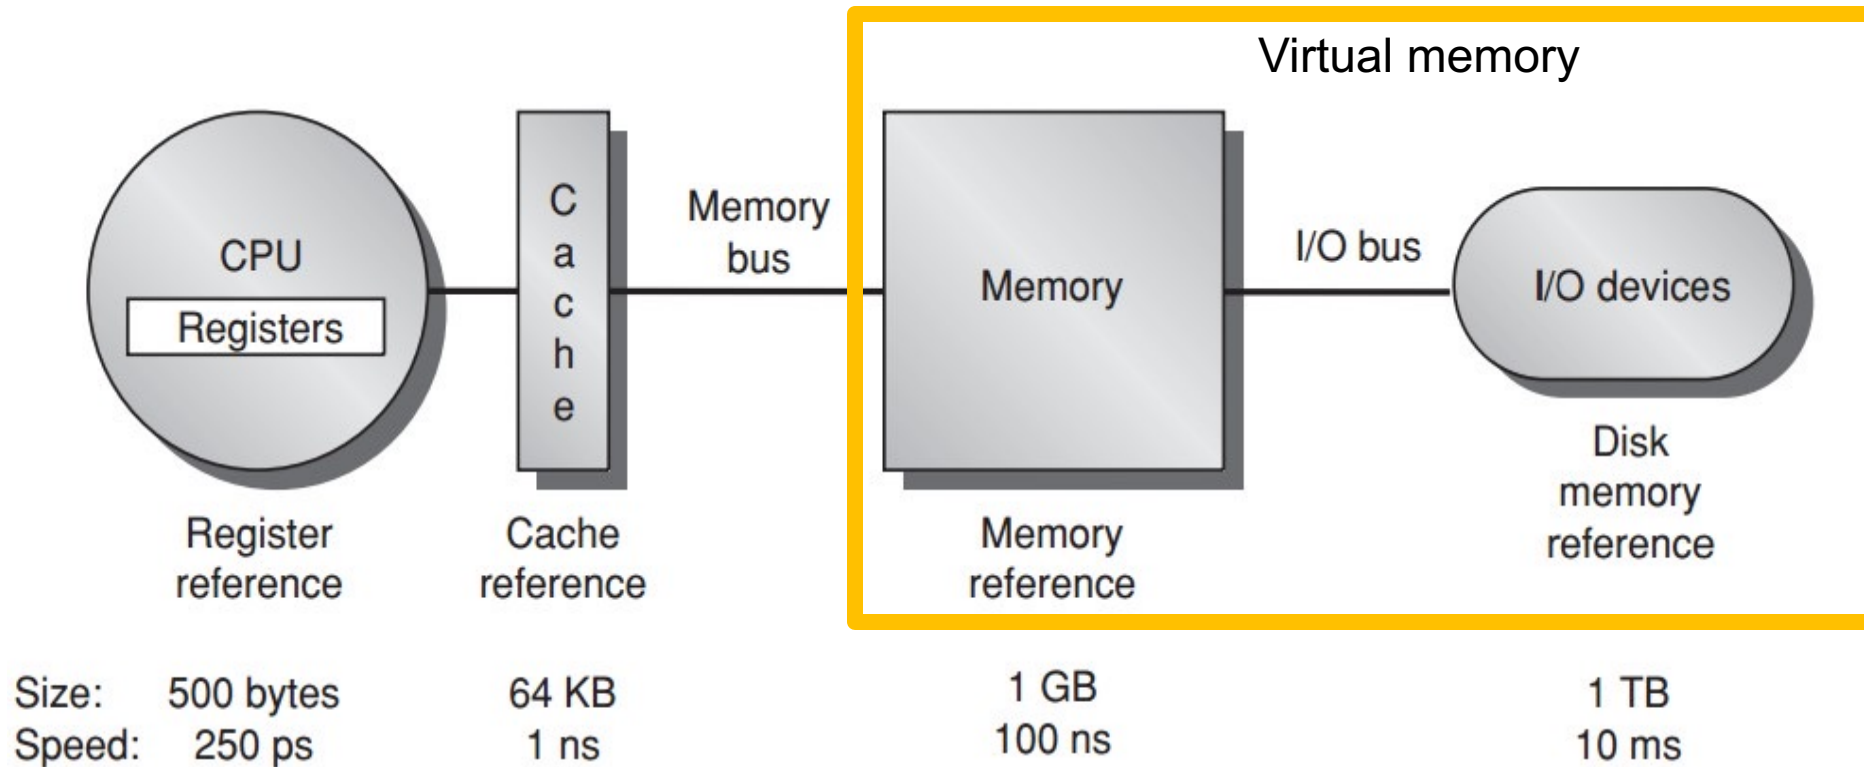 Virtual memory
CPU
Registers
C
a
c
h
e
Memory
bus
Memory
I/O bus
I/O devices
Register
reference
Cache
reference
Memory
reference
Disk
memory
reference
Size: 500 bytes 64 KB 1 GB 1 TB
Speed: 250 ps 1 ns 100 ns 10 ms